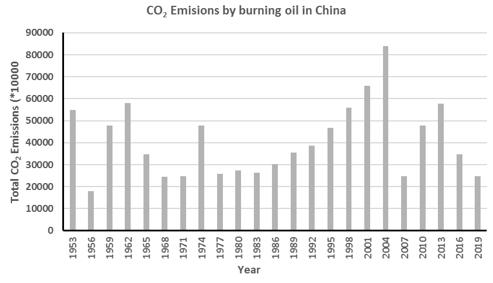 CO₂ Emisions by burning oil in China
Total CO₂ Emissions (*10000
90000
80000
70000
60000
50000
40000
30000
20000
10000
0
1953 1956 1959 1962 1965 1968 1971 1974 1977 1980 1983 1986 1989 1992 1995 1998 2001 2004 2007 2010 2013 2016 2019
Year